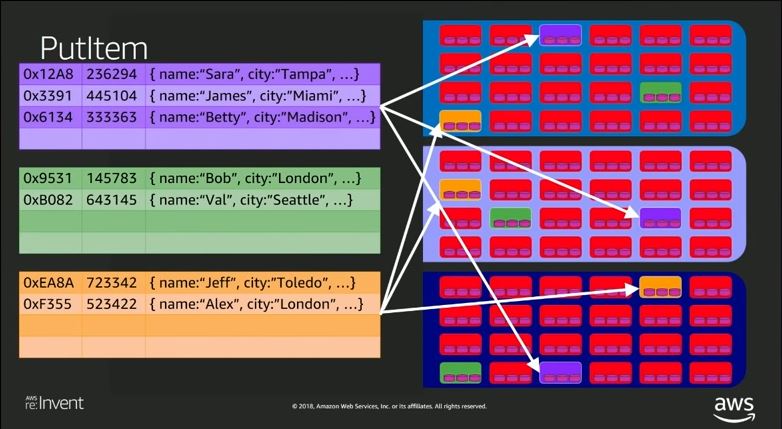 PutItem
0x12A8 236294 { name:"Sara", city:"Tampa", ...}
0x3391 445104 { name:"James", city:"Miami", ...}
0x6134 333363 { name:"Betty", city:"Madison", ...}
0x9531 145783 { name:"Bob", city:"London", ...}
0xB082 643145 { name:"Val", city:"Seattle", ...}
0xEA8A 723342 { name:"Jeff", city:"Toledo", ...}
0xF355 523422 { name:"Alex", city:"London", ...}
AWS
re:Invent
© 2018, Amazon Web Services, Inc. or its affiliates. All rights reserved.
aws